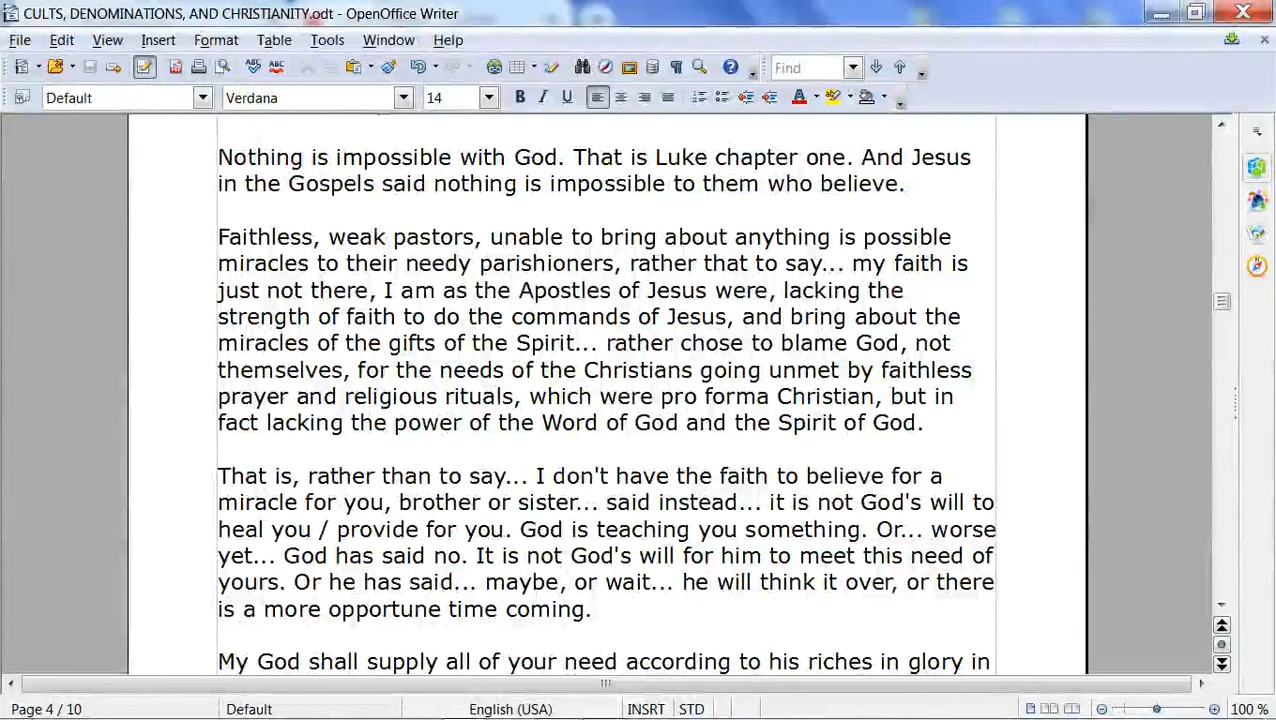 CULTS, DENOMINATIONS, AND CHRISTIANITY.odt - OpenOffice Writer
File Edit View Insert Format Table Tools Window Help
ABC ABC Find
Default Verdana 14 B I U
Nothing is impossible with God. That is Luke chapter one. And Jesus
in the Gospels said nothing is impossible to them who believe.
Faithless, weak pastors, unable to bring about anything is possible
miracles to their needy parishioners, rather that to say... my faith is
just not there, I am as the Apostles of Jesus were, lacking the
strength of faith to do the commands of Jesus, and bring about the
miracles of the gifts of the Spirit... rather chose to blame God, not
themselves, for the needs of the Christians going unmet by faithless
prayer and religious rituals, which were pro forma Christian, but in
fact lacking the power of the Word of God and the Spirit of God.
That is, rather than to say... I don't have the faith to believe for a
miracle for you, brother or sister... said instead... it is not God's will to
heal you / provide for you. God is teaching you something. Or... worse
yet... God has said no. It is not God's will for him to meet this need of
yours. Or he has said... maybe, or wait... he will think it over, or there
is a more opportune time coming.
My God shall supply all of your need according to his riches in glory in
Page 4 / 10 Default English (USA) INSRT STD 100 %